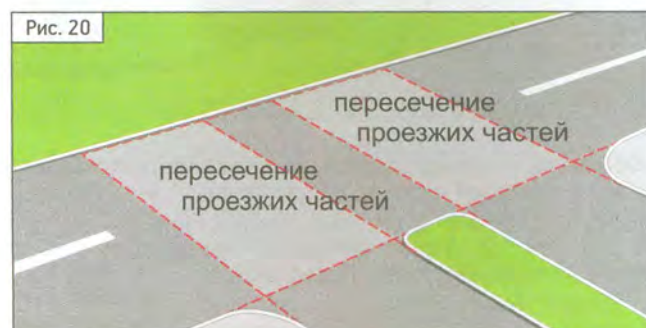 Рис. 20
пересечение
проезжих частей
пересечение
проезжих частей